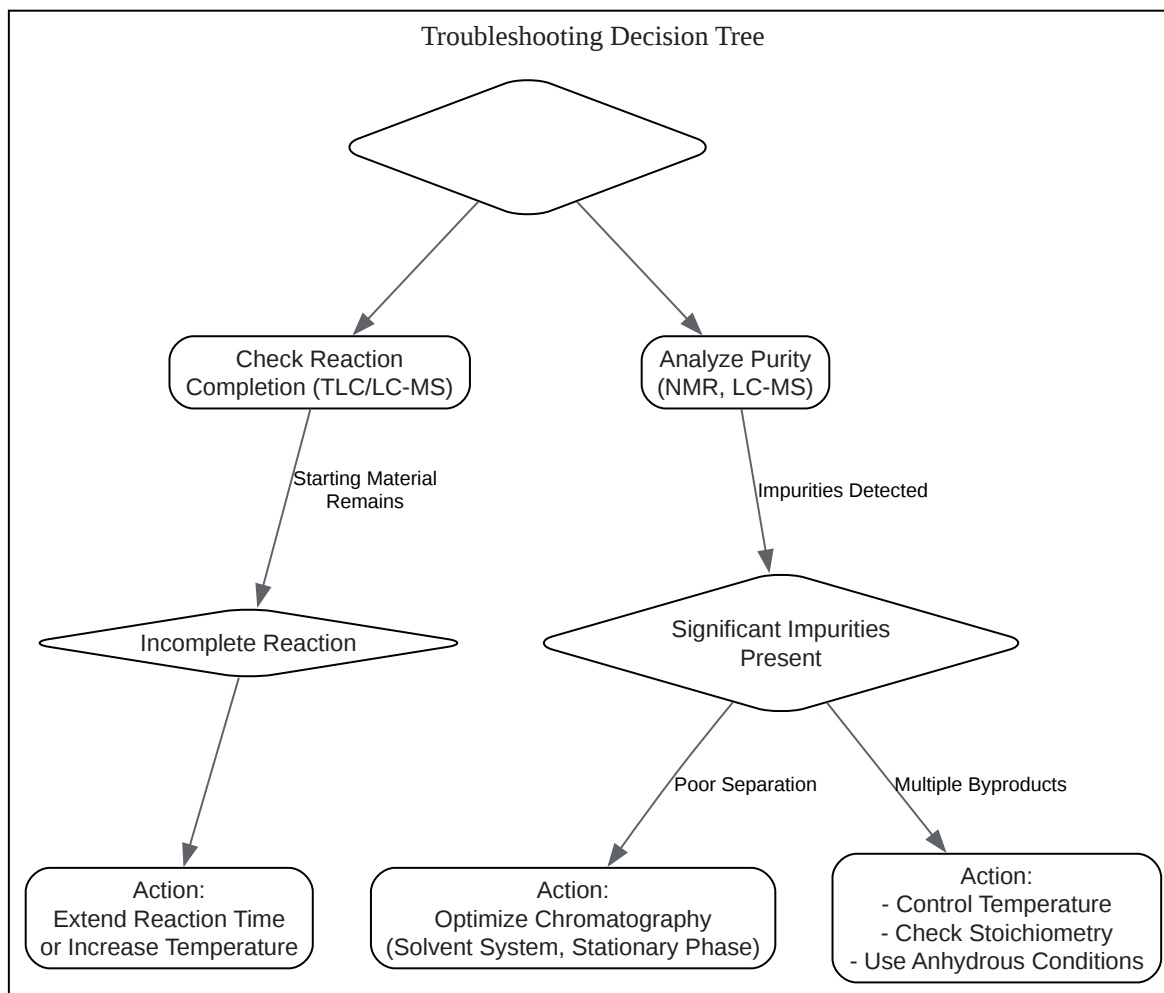 Troubleshooting Decision Tree
Check Reaction
Completion (TLC/LC-MS)
Analyze Purity
(NMR, LC-MS)
Starting Material
Remains
Impurities Detected
Incomplete Reaction
Significant Impurities
Present
Poor Separation
Multiple Byproducts
Action:
Extend Reaction Time
or Increase Temperature
Action:
Optimize Chromatography
(Solvent System, Stationary Phase)
Action:
- Control Temperature
- Check Stoichiometry
- Use Anhydrous Conditions